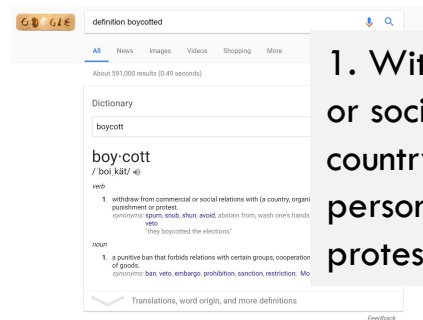 GOOGLE
definition boycotted
All News Images Videos Shopping More
About 591,000 results (0.49 seconds)
Dictionary
boycott
boy·cott
/ˈboiˌkät/
verb
1. withdraw from commercial or social relations with (a country, organi
punishment or protest.
synonyms: spurn, snub, shun, avoid, abstain from, wash one's hands
veto
"they boycotted the elections"
noun
1. a punitive ban that forbids relations with certain groups, cooperation
of goods.
synonyms: ban, veto, embargo, prohibition, sanction, restriction; Mo
Translations, word origin, and more definitions
Feedback
1. Wit
or soci
country
person
protes